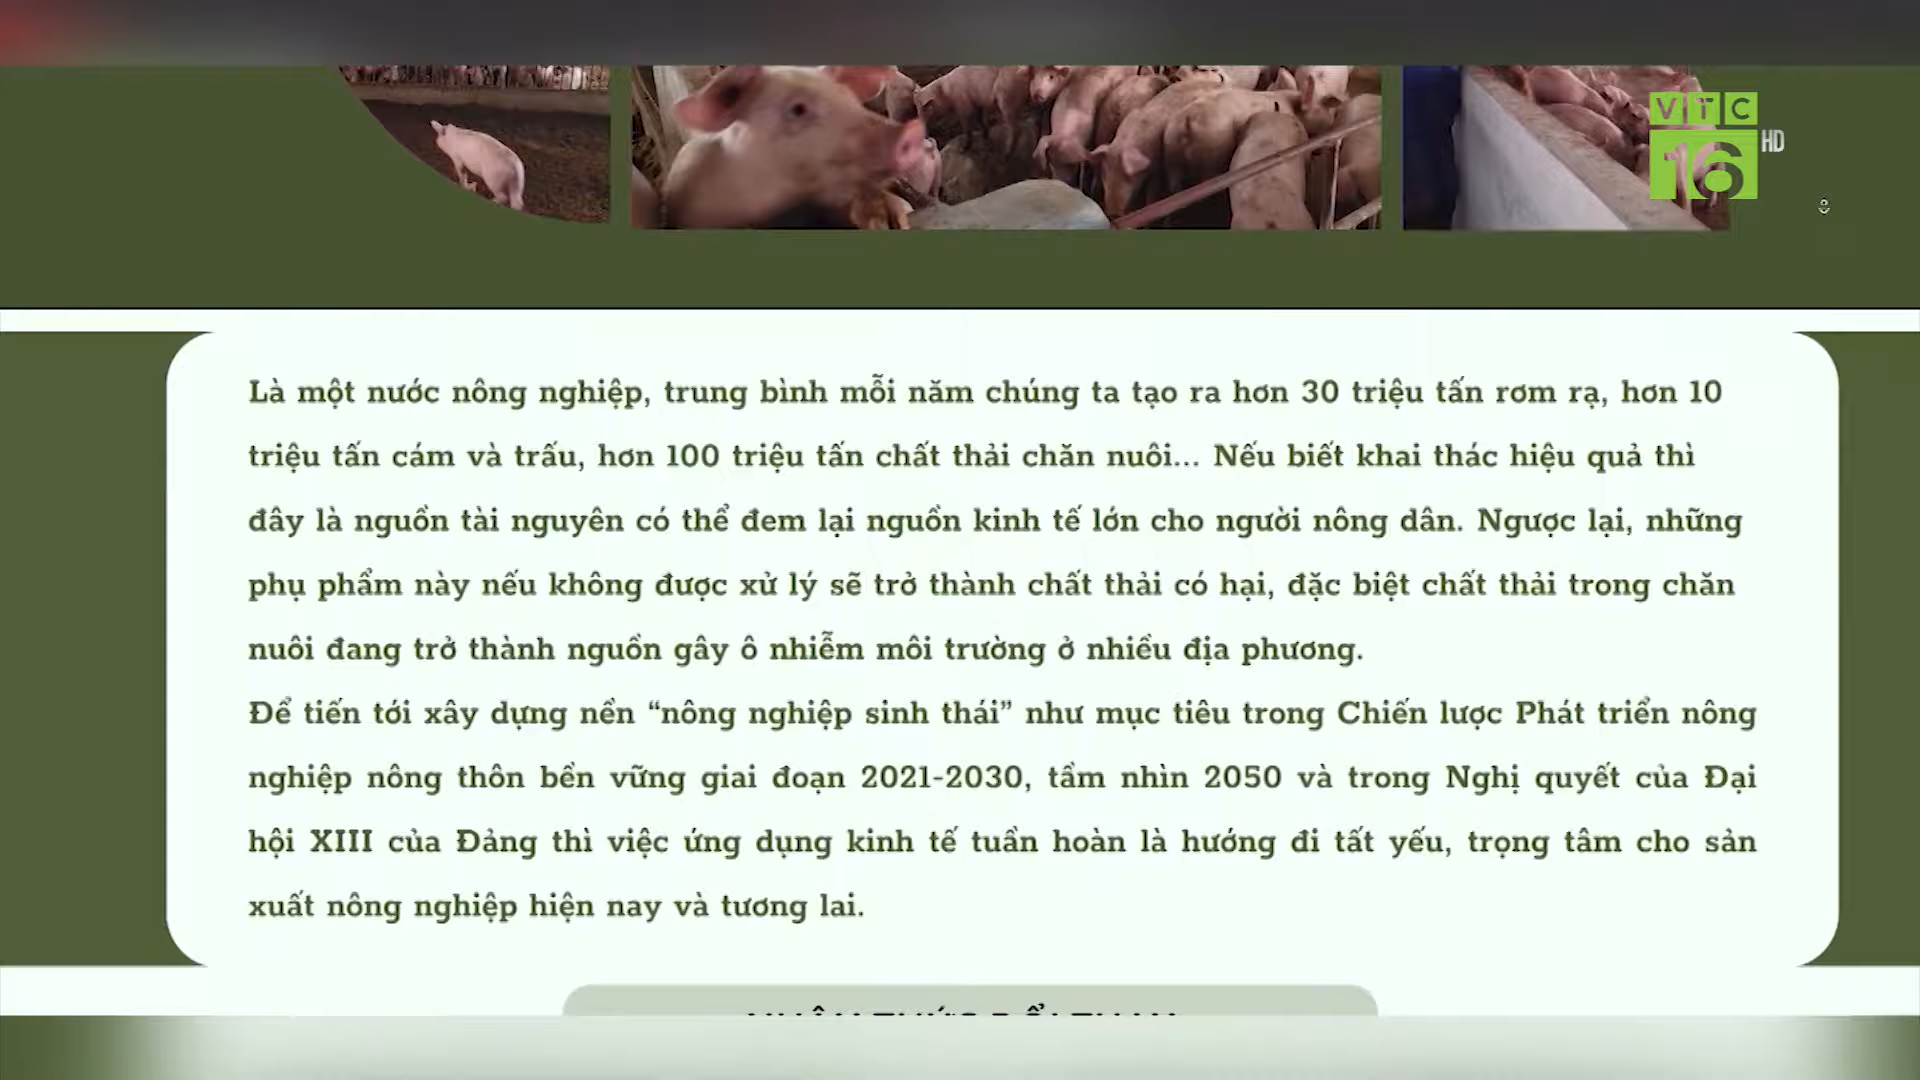 VTC
16 HD
Là một nước nông nghiệp, trung bình mỗi năm chúng ta tạo ra hơn 30 triệu tấn rơm rạ, hơn 10
triệu tấn cám và trấu, hơn 100 triệu tấn chất thải chăn nuôi... Nếu biết khai thác hiệu quả thì
đây là nguồn tài nguyên có thể đem lại nguồn kinh tế lớn cho người nông dân. Ngược lại, những
phụ phẩm này nếu không được xử lý sẽ trở thành chất thải có hại, đặc biệt chất thải trong chăn
nuôi đang trở thành nguồn gây ô nhiễm môi trường ở nhiều địa phương.
Để tiến tới xây dựng nền “nông nghiệp sinh thái” như mục tiêu trong Chiến lược Phát triển nông
nghiệp nông thôn bền vững giai đoạn 2021-2030, tầm nhìn 2050 và trong Nghị quyết của Đại
hội XIII của Đảng thì việc ứng dụng kinh tế tuần hoàn là hướng đi tất yếu, trọng tâm cho sản
xuất nông nghiệp hiện nay và tương lai.